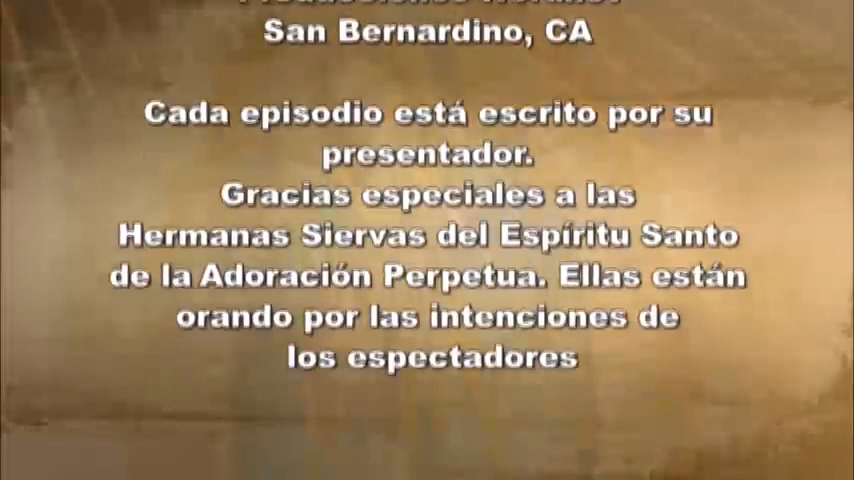 San Bernardino, CA
Cada episodio está escrito por su
presentador.
Gracias especiales a las
Hermanas Siervas del Espíritu Santo
de la Adoración Perpetua. Ellas están
orando por las intenciones de
los espectadores